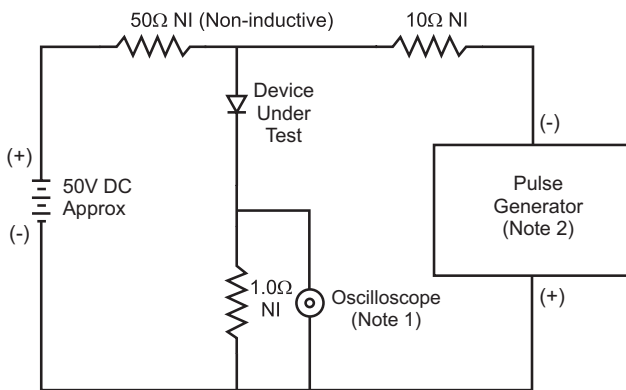 50Ω NI (Non-inductive)
10Ω NI
Device
Under
Test
(-)
(+)
50V DC
Approx
(-)
Pulse
Generator
(Note 2)
1.0Ω
NI
Oscilloscope
(Note 1)
(+)